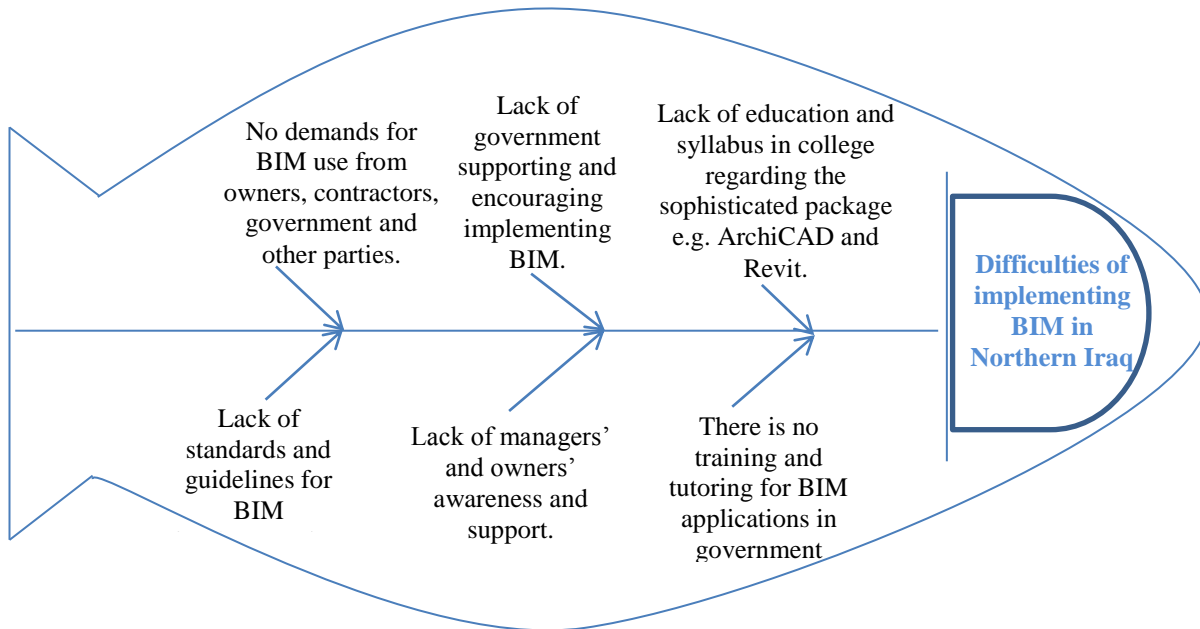 No demands for
BIM use from
owners, contractors,
government and
other parties.
Lack of
government
supporting and
encouraging
implementing
BIM.
Lack of education and
syllabus in college
regarding the
sophisticated package
e.g. ArchiCAD and
Revit.
Difficulties of
implementing
BIM in
Northern Iraq
Lack of
standards and
guidelines for
BIM
Lack of managers’
and owners’
awareness and
support.
There is no
training and
tutoring for BIM
applications in
government